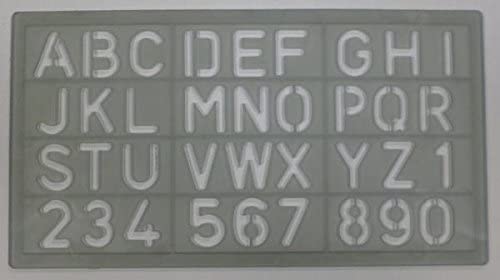 ABC DEF GHI
JKL MNO PQR
STU VWX YZ1
234 567 890